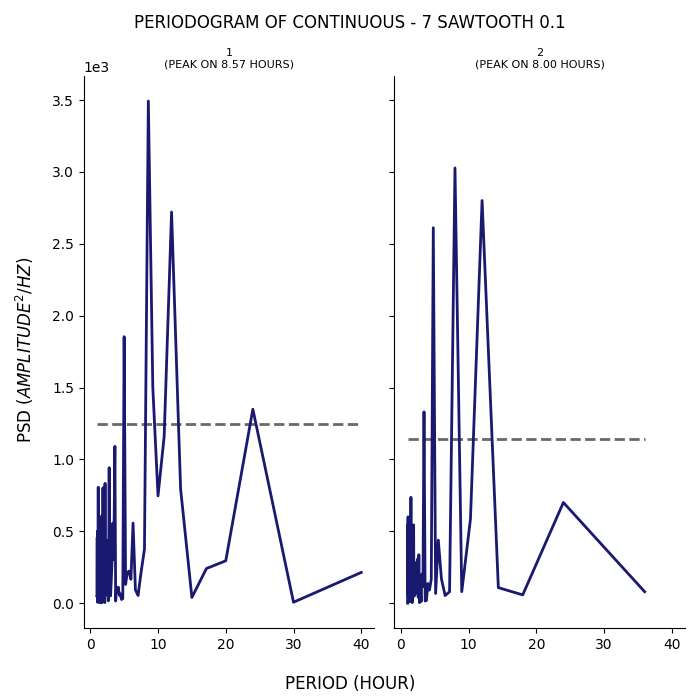 PERIODOGRAM OF CONTINUOUS - 7 SAWTOOTH 0.1
1
(PEAK ON 8.57 HOURS)
2
(PEAK ON 8.00 HOURS)
1e3
3.5
3.0
2.5
2.0
1.5
1.0
0.5
0.0
PSD (AMPLITUDE²/HZ)
0 10 20 30 40
0 10 20 30 40
PERIOD (HOUR)